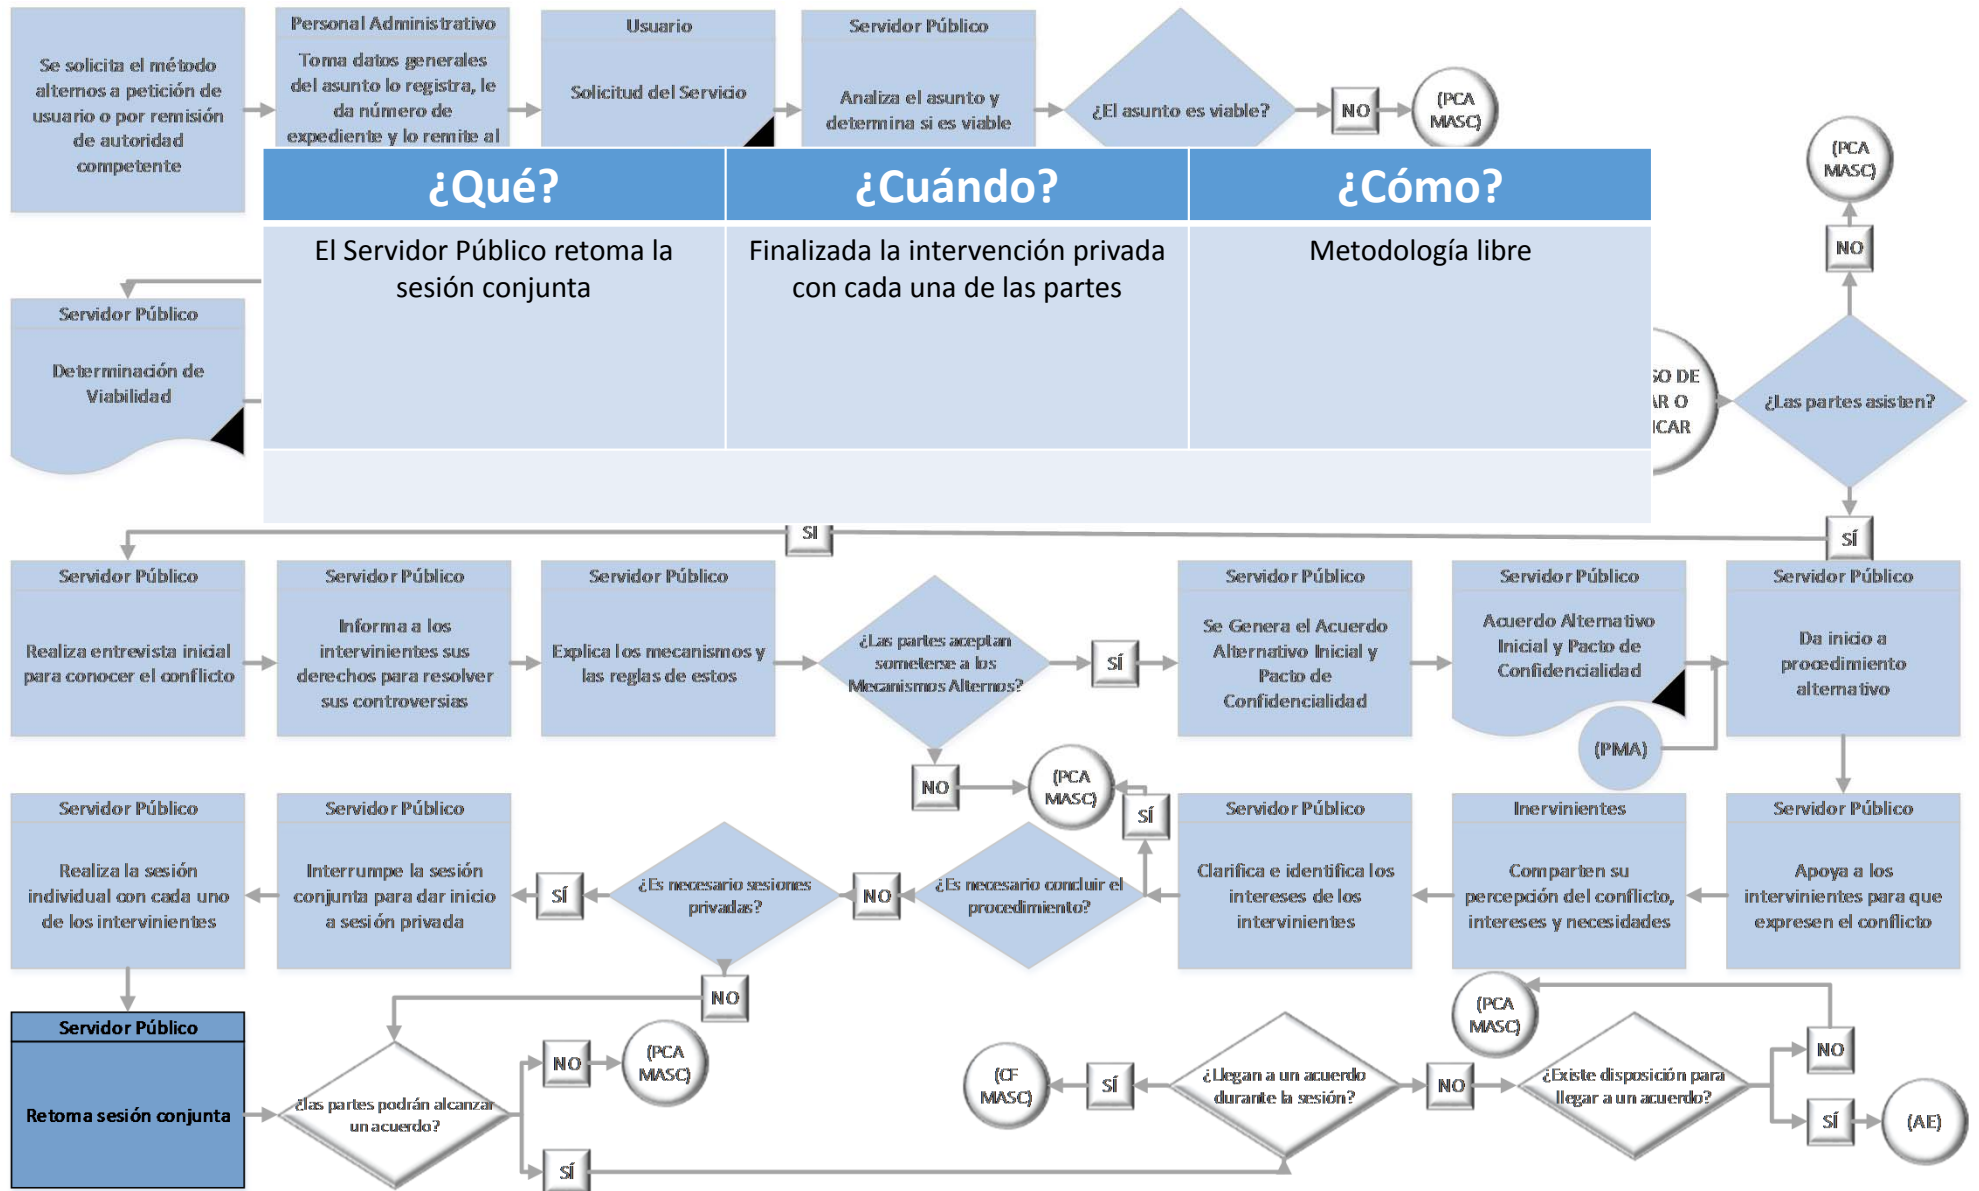 Se solicita el método
alternos a petición de
usuario o por remisión
de autoridad
competente
Personal Administrativo
Toma datos generales
del asunto lo registra, le
da número de
expediente y lo remite al
Usuario
Solicitud del Servicio
Servidor Público
Analiza el asunto y
determina si es viable
¿El asunto es viable?
NO
(PCA
MASC)
(PCA
MASC)
NO
¿Qué?
¿Cuándo?
¿Cómo?
El Servidor Público retoma la
sesión conjunta
Finalizada la intervención privada
con cada una de las partes
Metodología libre
Servidor Público
Determinación de
Viabilidad
DE
O
¿Las partes asisten?
SÍ
SÍ
Servidor Público
Realiza entrevista inicial
para conocer el conflicto
Servidor Público
Informa a los
intervinientes sus
derechos para resolver
sus controversias
Servidor Público
Explica los mecanismos y
las reglas de estos
¿Las partes aceptan
someterse a los
Mecanismos Alternos?
SÍ
Servidor Público
Se Genera el Acuerdo
Alternativo Inicial y
Pacto de
Confidencialidad
Servidor Público
Acuerdo Alternativo
Inicial y Pacto de
Confidencialidad
(PMA)
Servidor Público
Da inicio a
procedimiento
alternativo
NO
(PCA
MASC)
SÍ
Servidor Público
Realiza la sesión
individual con cada uno
de los intervinientes
Servidor Público
Interrumpe la sesión
conjunta para dar inicio
a sesión privada
SÍ
¿Es necesario sesiones
privadas?
NO
¿Es necesario concluir el
procedimiento?
Servidor Público
Clarifica e identifica los
intereses de los
intervinientes
Inervinientes
Comparten su
percepción del conflicto,
intereses y necesidades
Servidor Público
Apoya a los
intervinientes para que
expresen el conflicto
NO
Servidor Público
Retoma sesión conjunta
¿las partes podrán alcanzar
un acuerdo?
NO
(PCA
MASC)
SÍ
(CF
MASC)
SÍ
¿Llegan a un acuerdo
durante la sesión?
NO
(PCA
MASC)
¿Existe disposición para
llegar a un acuerdo?
NO
SÍ
(AE)